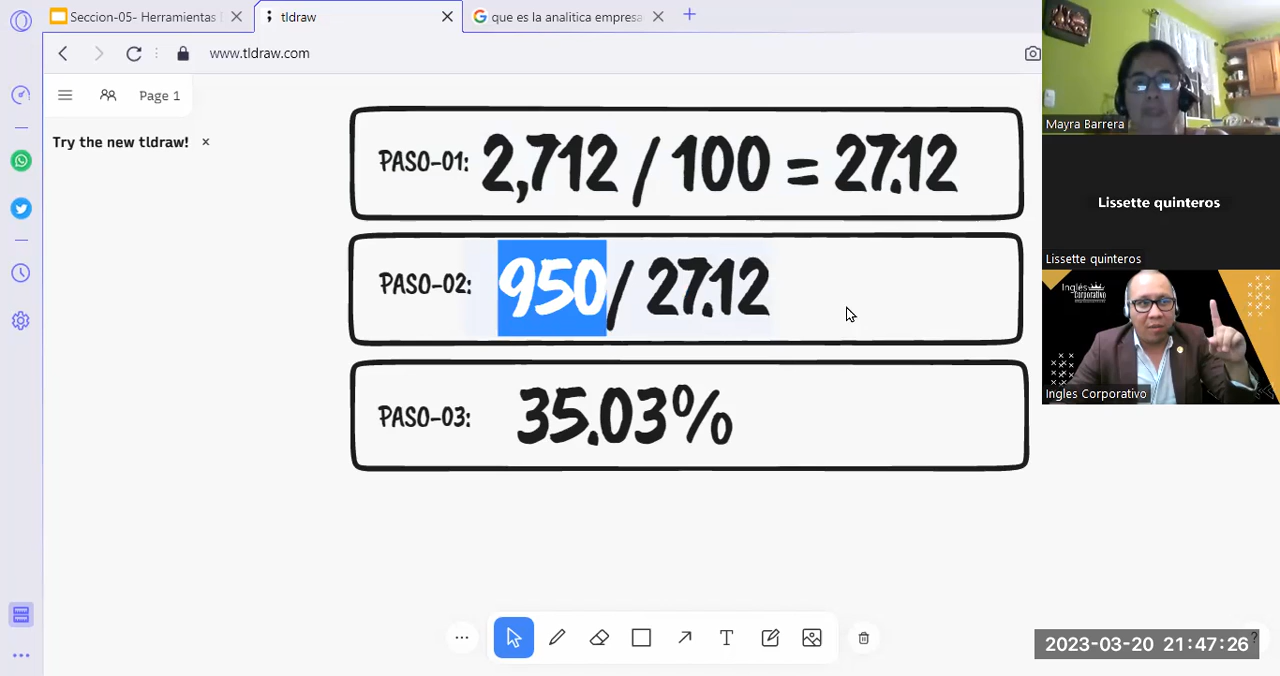 Seccion-05- Herramientas
tldraw
que es la analitica empresa
www.tldraw.com
Page 1
Try the new tldraw!
PASO-01: 2,712 / 100 = 27.12
PASO-02: 950 / 27.12
PASO-03: 35.03%
Mayra Barrera
Lissette quinteros
Lissette quinteros
Inglés
Corporativo
Ingles Corporativo
2023-03-20 21:47:26